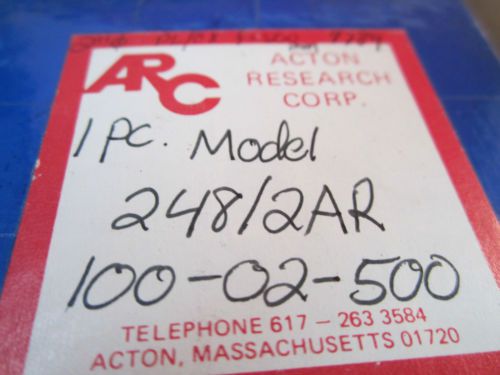 ARC
ACTON
RESEARCH
CORP.
1 PC. Model
248/2AR
100-02-500
TELEPHONE 617 – 263 3584
ACTON, MASSACHUSETTS 01720